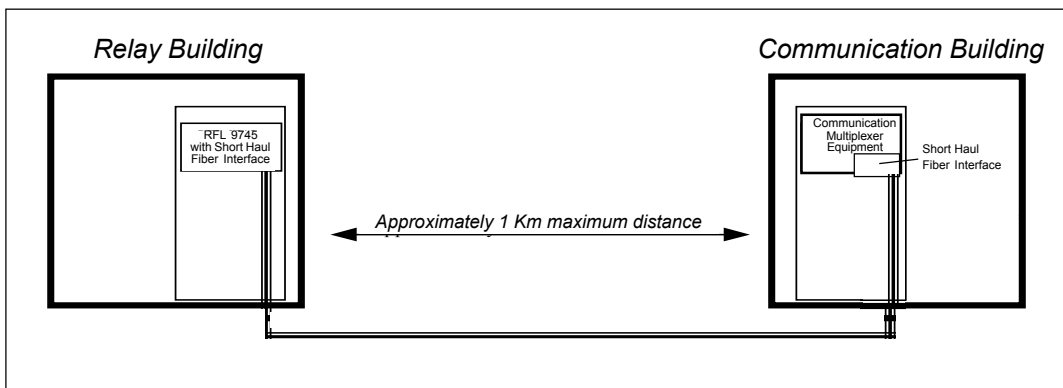 Relay Building
Communication Building
RFL 9745
with Short Haul
Fiber Interface
Communication
Multiplexer
Equipment
Short Haul
Fiber Interface
Approximately 1 Km maximum distance